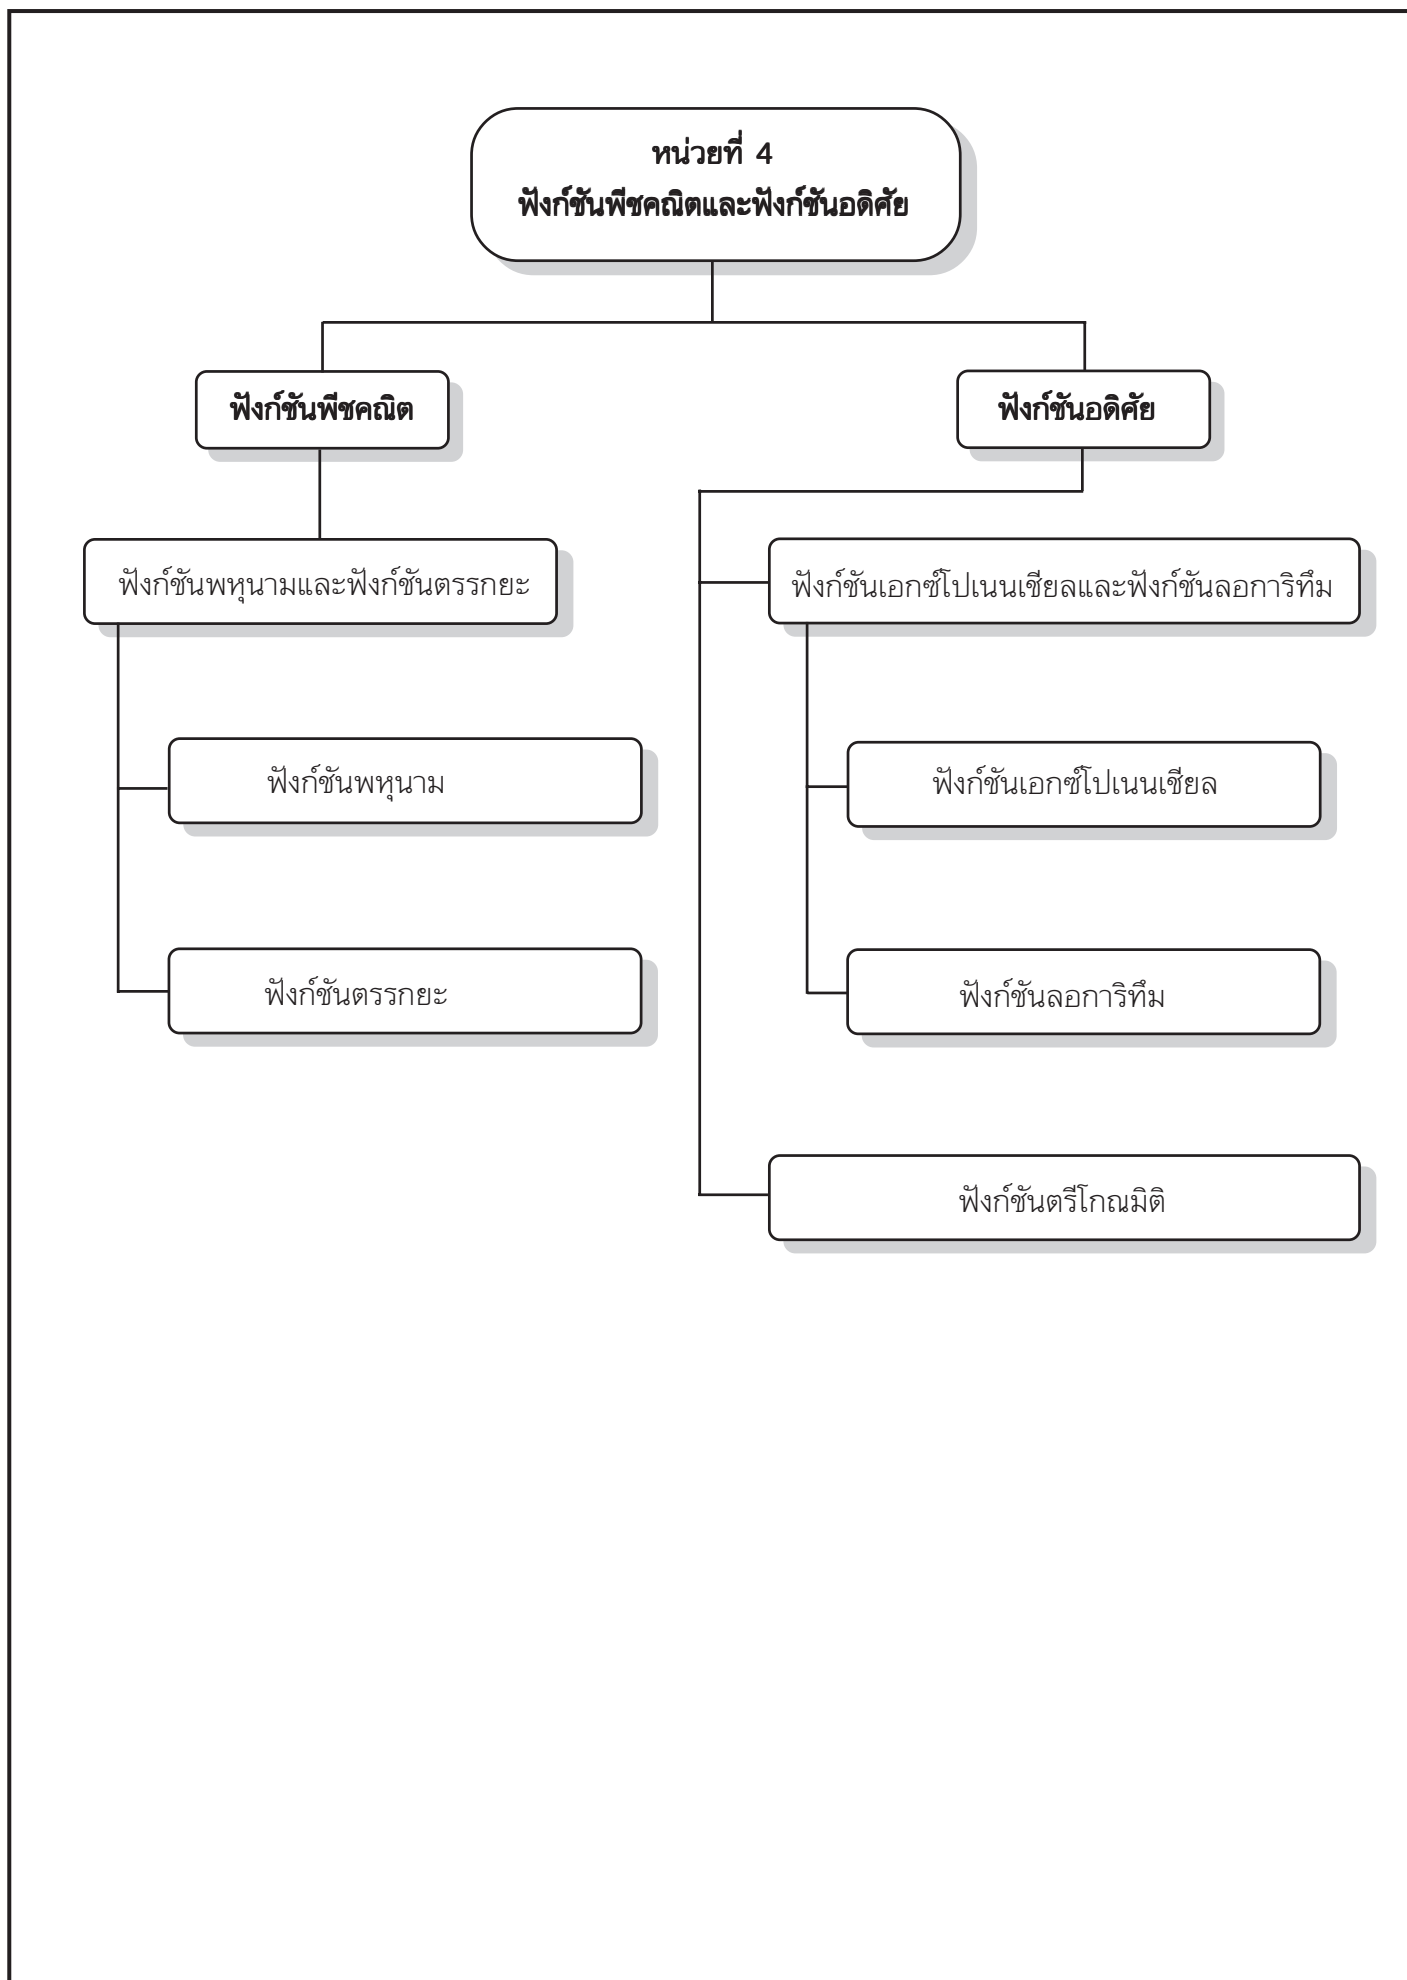 หน่วยที่ 4
ฟังก์ชันพีชคณิตและฟังก์ชันอดิศัย
ฟังก์ชันพีชคณิต
ฟังก์ชันอดิศัย
ฟังก์ชันพหุนามและฟังก์ชันตรรกยะ
ฟังก์ชันเอกซ์โปเนนเชียลและฟังก์ชันลอการิทึม
ฟังก์ชันพหุนาม
ฟังก์ชันเอกซ์โปเนนเชียล
ฟังก์ชันตรรกยะ
ฟังก์ชันลอการิทึม
ฟังก์ชันตรีโกณมิติ